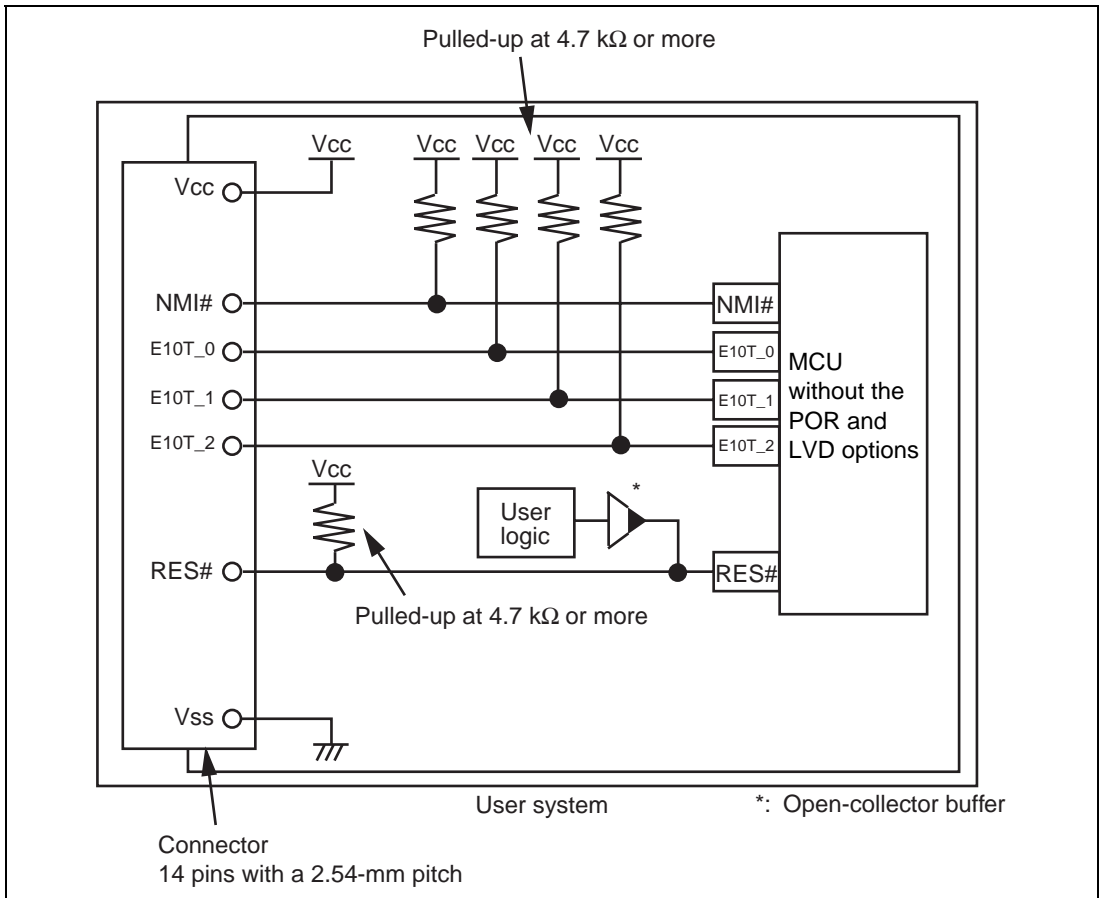 Pulled-up at 4.7 kΩ or more
Vcc
Vcc Vcc Vcc Vcc
Vcc
NMI#
NMI#
E10T_0
E10T_0
E10T_1
E10T_1
E10T_2
E10T_2
MCU
without the
POR and
LVD options
Vcc
*
User
logic
RES#
RES#
Pulled-up at 4.7 kΩ or more
Vss
User system
*: Open-collector buffer
Connector
14 pins with a 2.54-mm pitch